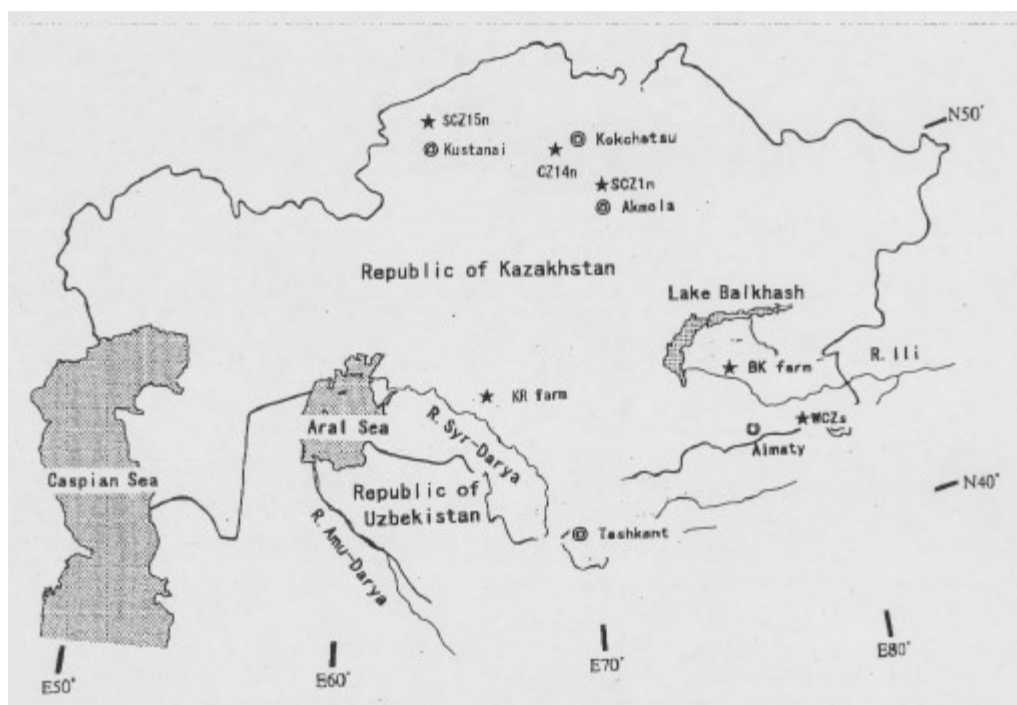 N50°
SCZ15n
Kustanai
Kokchetsu
CZ14n
SCZ1n
Akmola
Republic of Kazakhstan
Lake Balkhash
R. Ili
BK farm
KR farm
WCZs
Almaty
Aral Sea
R. Syr-Darya
Caspian Sea
N40°
Republic of
Uzbekistan
Tashkent
R. Amu-Darya
E50°
E60°
E70°
E80°